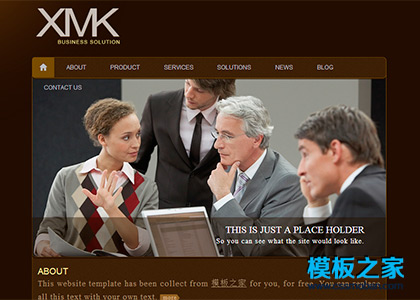 XMK
BUSINESS SOLUTION
ABOUT PRODUCT SERVICES SOLUTIONS NEWS BLOG
CONTACT US
THIS IS JUST A PLACE HOLDER
So you can see what the site would look like.
模板之家
ABOUT
This website template has been collect from 模板之家 for you, for free. You can replace
all this text with your own text.